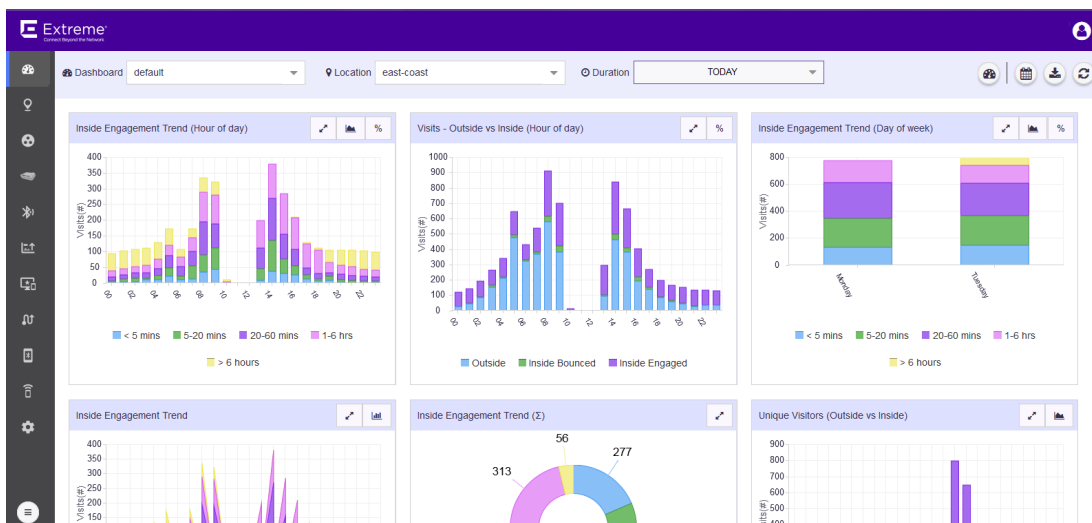 Extreme
Connect Beyond the Network
Dashboard default Location east-coast Duration TODAY
Inside Engagement Trend (Hour of day) %
Visits(#)
400
350
300
250
200
150
100
50
0
00 02 04 06 08 10 12 14 16 18 20 22
< 5 mins 5-20 mins 20-60 mins 1-6 hrs
> 6 hours
Visits - Outside vs Inside (Hour of day) %
Visits(#)
1000
900
800
700
600
500
400
300
200
100
0
00 02 04 06 08 10 12 14 16 18 20 22
Outside Inside Bounced Inside Engaged
Inside Engagement Trend (Day of week) %
Visits(#)
800
600
400
200
0
Monday Tuesday
< 5 mins 5-20 mins 20-60 mins 1-6 hrs
> 6 hours
Inside Engagement Trend
400
350
300
250
200
150
Inside Engagement Trend (Σ)
56
277
313
Unique Visitors (Outside vs Inside)
900
800
700
600
500